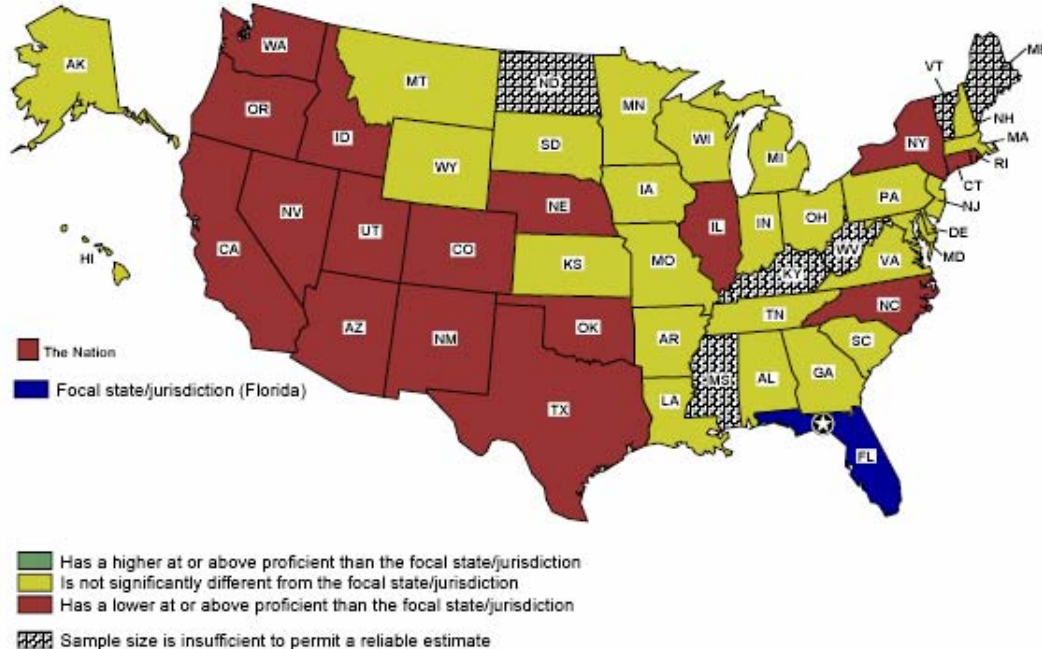 AK
WA
MT
ND
MN
VT
ME
OR
ID
WY
SD
WI
MI
NY
NH
MA
RI
CT
NV
UT
CO
NE
IA
IL
IN
OH
PA
NJ
DE
MD
CA
HI
KS
MO
KY
WV
VA
AZ
NM
OK
AR
TN
NC
SC
TX
LA
MS
AL
GA
FL
The Nation
Focal state/jurisdiction (Florida)
Has a higher at or above proficient than the focal state/jurisdiction
Is not significantly different from the focal state/jurisdiction
Has a lower at or above proficient than the focal state/jurisdiction
Sample size is insufficient to permit a reliable estimate